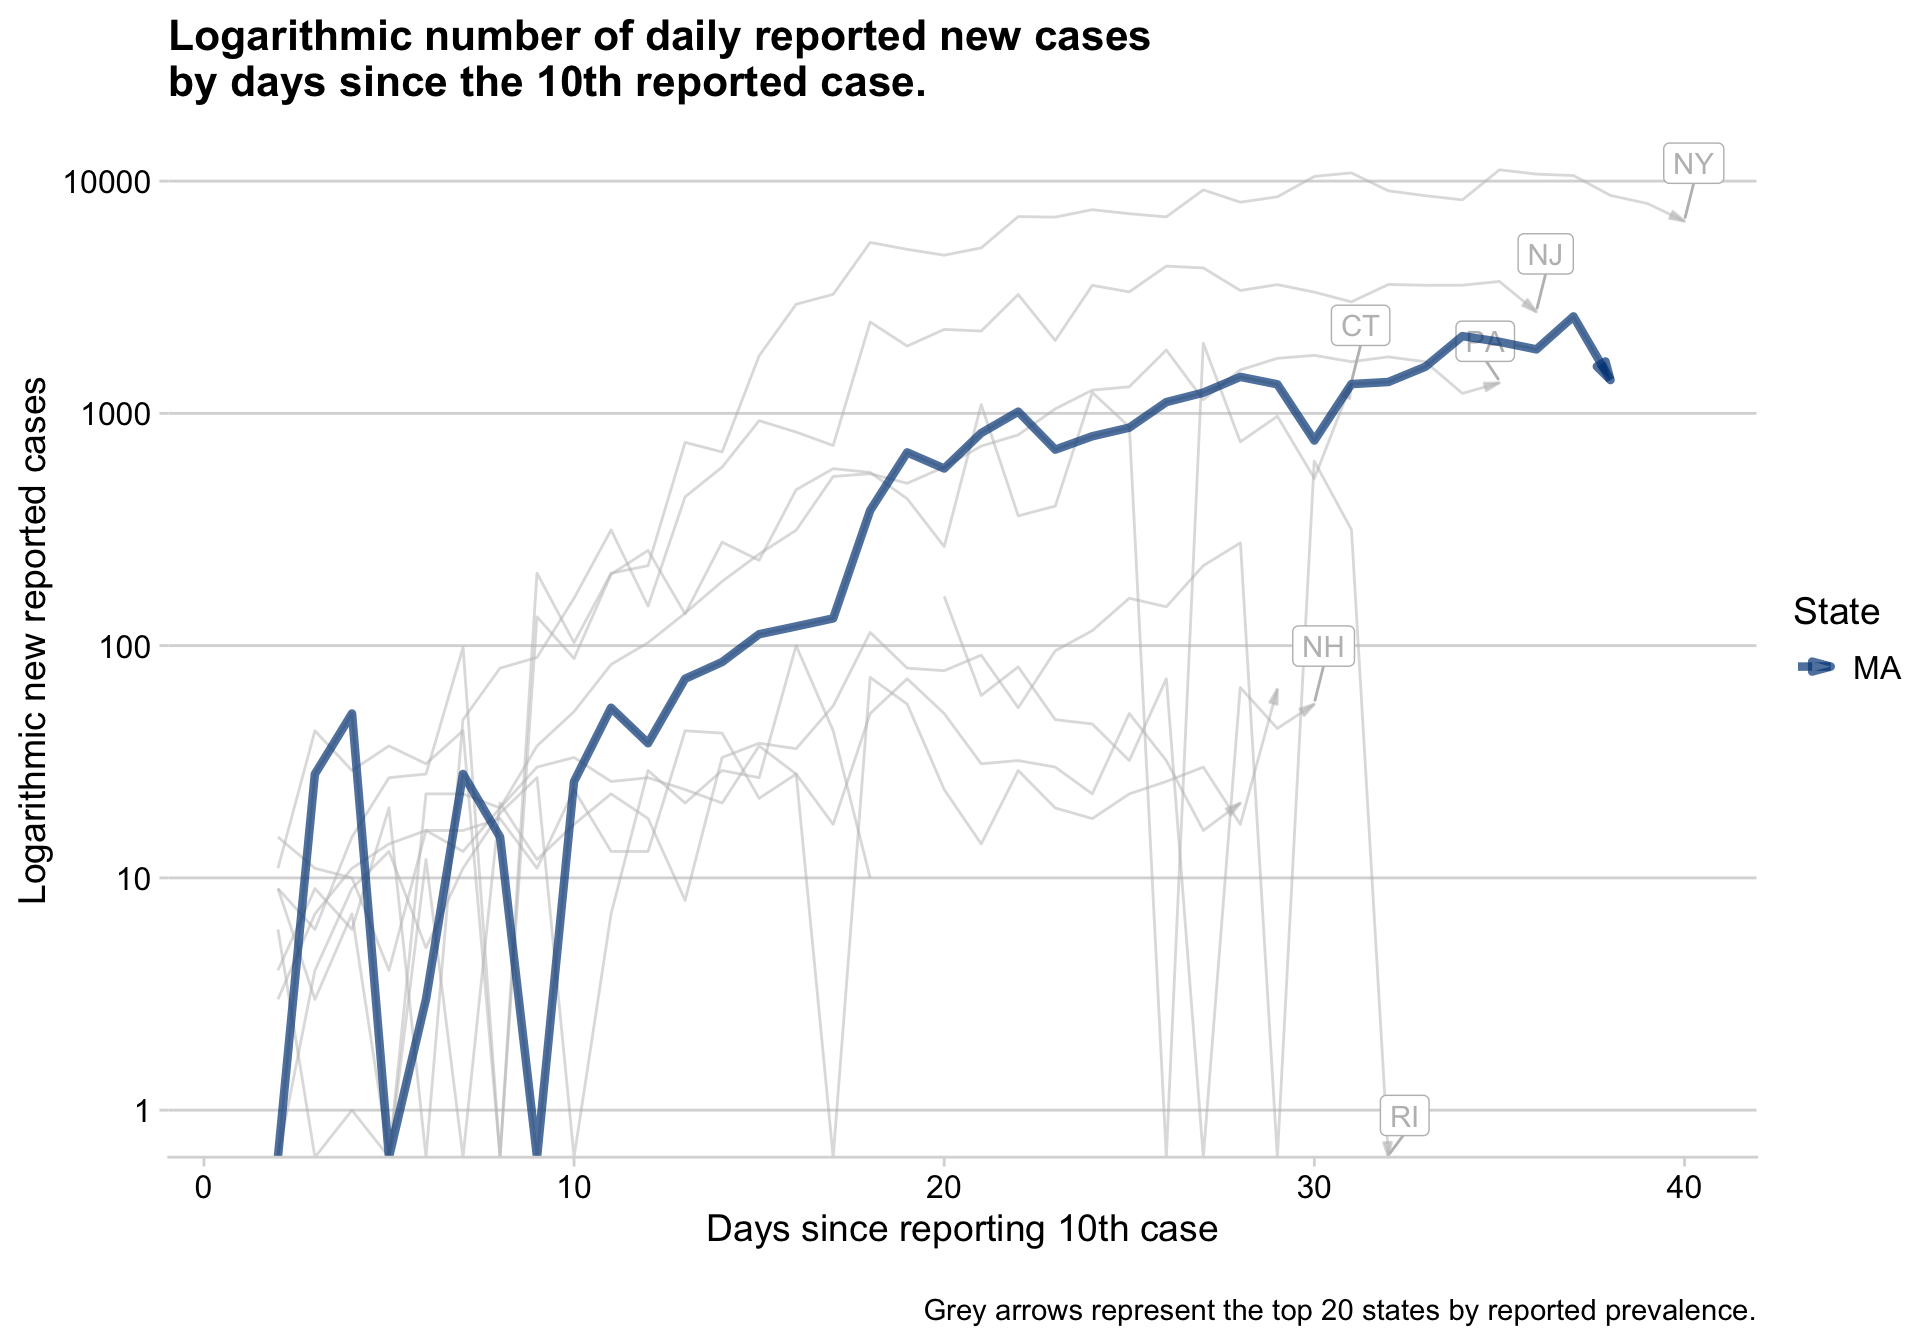 Logarithmic number of daily reported new cases
by days since the 10th reported case.
Logarithmic new reported cases
10000
1000
100
10
1
NY
NJ
CT
PA
NH
RI
State
MA
0 10 20 30 40
Days since reporting 10th case
Grey arrows represent the top 20 states by reported prevalence.